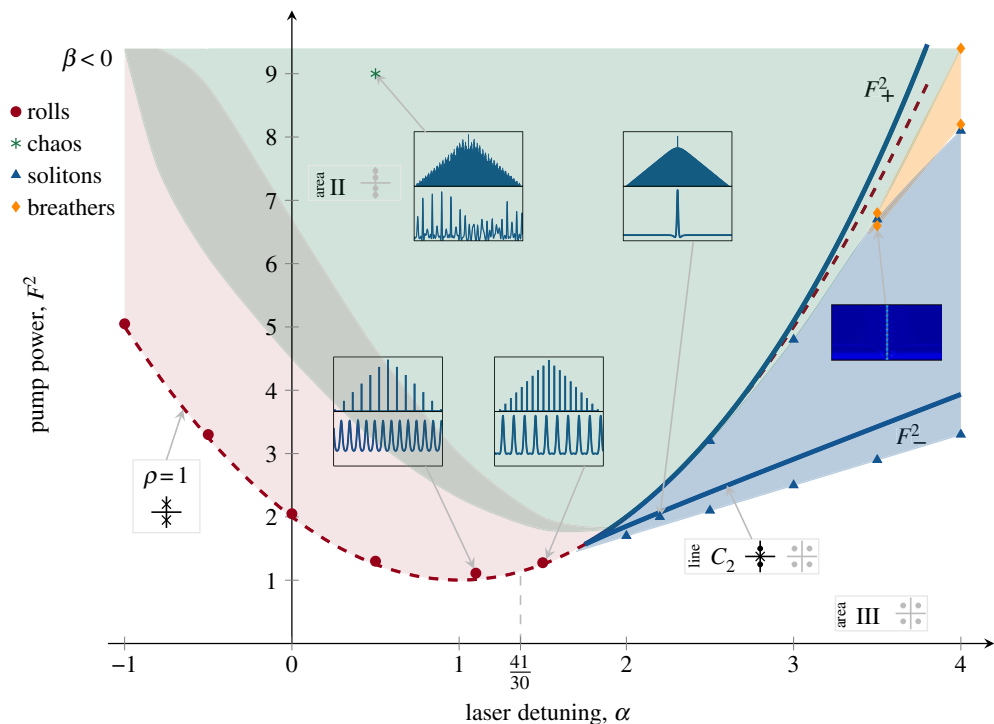 β < 0
rolls
chaos
solitons
breathers
pump power, F²
9
8
7
6
5
4
3
2
1
area II
F²₊
F²₋
ρ = 1
line C₂
area III
−1
0
1
41/30
2
3
4
laser detuning, α